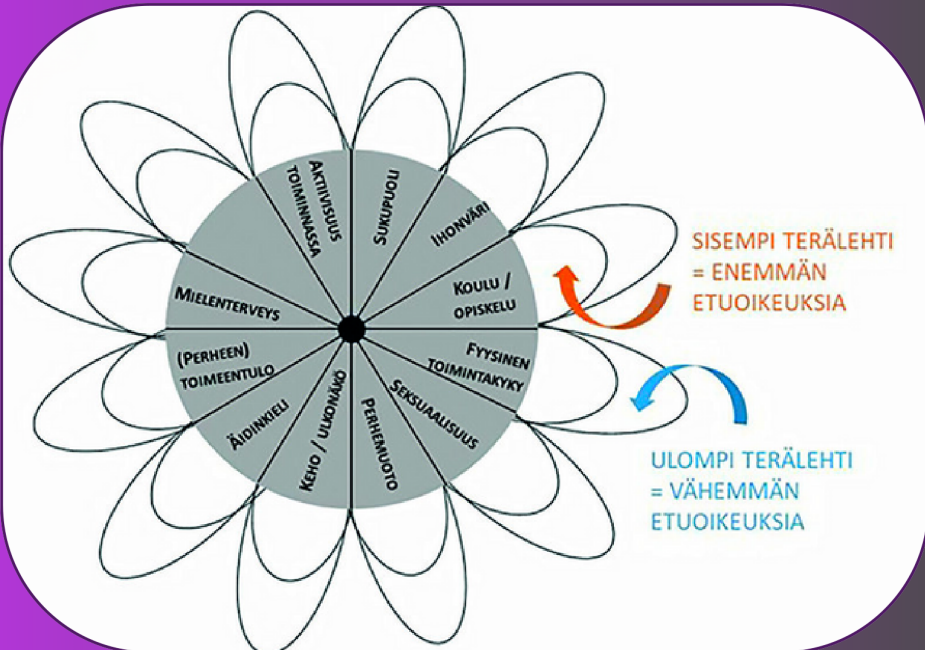 AKTIIVISUUS
TOIMINNASSA
SUKUPUOLI
IHONVÄRI
KOULU /
OPISKELU
FYYSINEN
TOIMINTAKYKY
SEKSUAALISUUS
PERHEMUOTO
KEHO / ULKONÄKÖ
ÄIDINKIELI
(PERHEEN)
TOIMEENTULO
MIELENTERVEYS
SISEMPI TERÄLEHTI
= ENEMMÄN
ETUOIKEUKSIA
ULOMPI TERÄLEHTI
= VÄHEMMÄN
ETUOIKEUKSIA